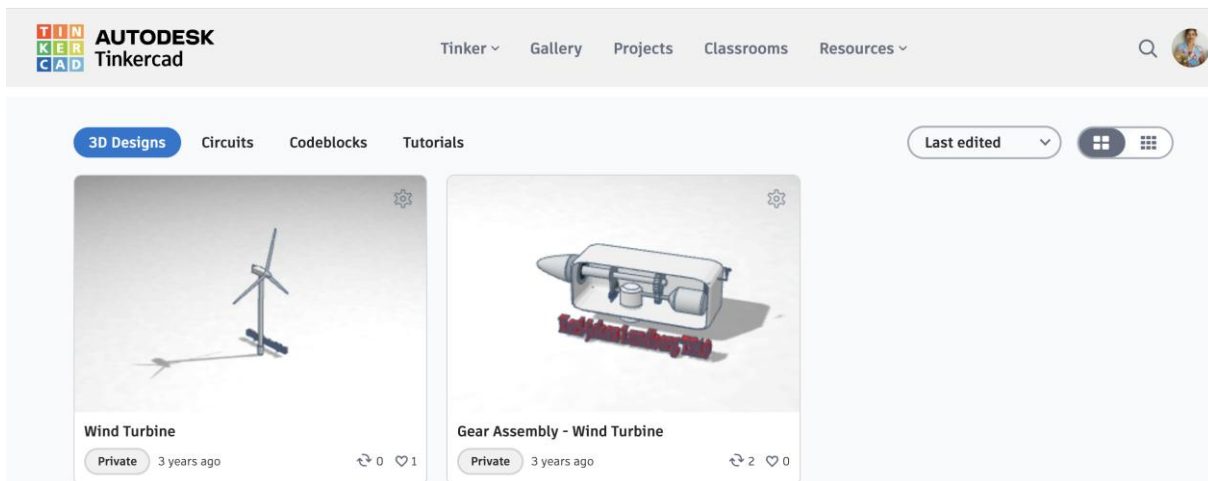 TIN
KER
CAD
AUTODESK
Tinkercad
Tinker Gallery Projects Classrooms Resources
3D Designs Circuits Codeblocks Tutorials Last edited
Wind Turbine
Private 3 years ago 0 1
Gear Assembly - Wind Turbine
Private 3 years ago 2 0